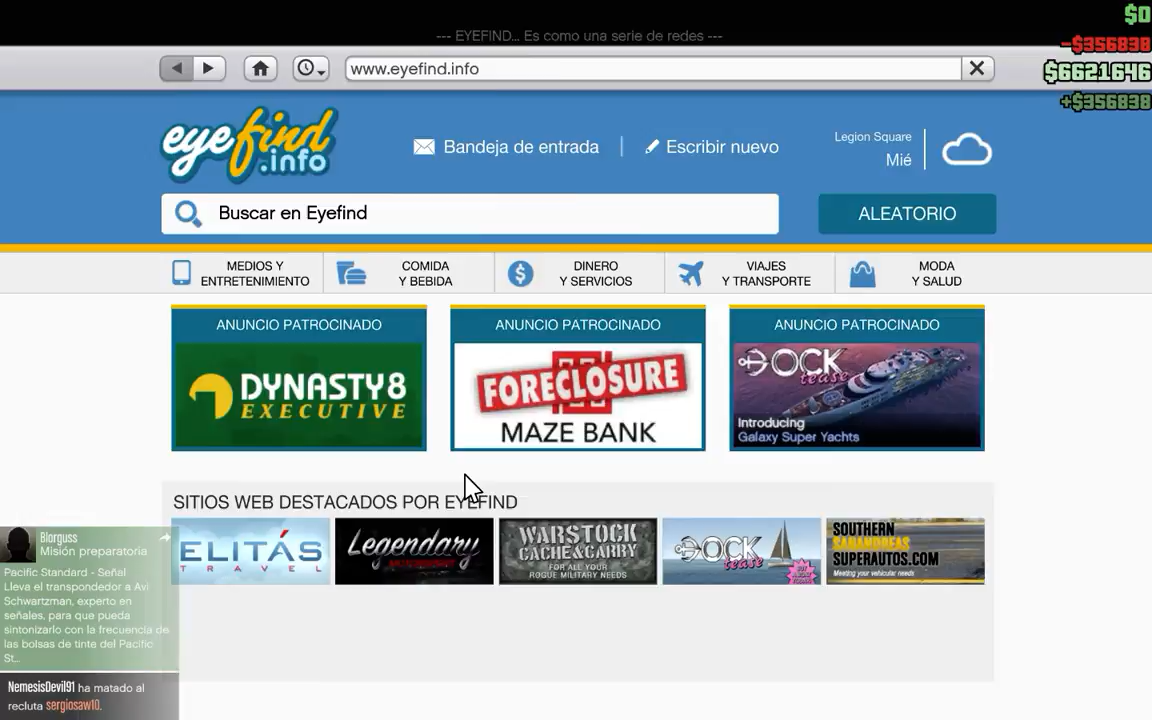 $0
--- EYEFIND... Es como una serie de redes ---
-$356838
www.eyefind.info
$6621646
+$356838
eyefind
.info
Bandeja de entrada
Escribir nuevo
Legion Square
Mié
Buscar en Eyefind
ALEATORIO
MEDIOS Y
ENTRETENIMIENTO
COMIDA
Y BEBIDA
DINERO
Y SERVICIOS
VIAJES
Y TRANSPORTE
MODA
Y SALUD
ANUNCIO PATROCINADO
DYNASTY8
EXECUTIVE
ANUNCIO PATROCINADO
FORECLOSURE
MAZE BANK
ANUNCIO PATROCINADO
DOCK
tease
Introducing
Galaxy Super Yachts
SITIOS WEB DESTACADOS POR EYEFIND
ELITÁS
TRAVEL
Legendary
WARSTOCK
CACHE & CARRY
FOR ALL YOUR
ROGUE MILITARY NEEDS
DOCK
tease
SOUTHERN
SANANDREAS
SUPERAUTOS.COM
Meeting your vehicular needs
Blorguss
Misión preparatoria
Pacific Standard - Señal
Lleva el transpondedor a Avi
Schwartzman, experto en
señales, para que pueda
sintonizarlo con la frecuencia de
las bolsas de tinte del Pacific
St...
NemesisDevil91 ha matado al
recluta sergiosaw10.